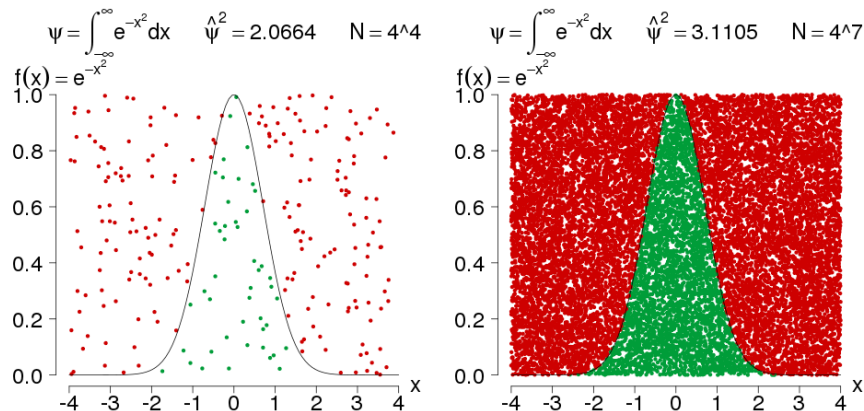 ψ = ∫_{-∞}^{∞} e^{-x²} dx    ψ̂² = 2.0664    N = 4^4
f(x) = e^{-x²}
1.0
0.8
0.6
0.4
0.2
0.0
-4 -3 -2 -1 0 1 2 3 4 x
ψ = ∫_{-∞}^{∞} e^{-x²} dx    ψ̂² = 3.1105    N = 4^7
f(x) = e^{-x²}
1.0
0.8
0.6
0.4
0.2
0.0
-4 -3 -2 -1 0 1 2 3 4 x